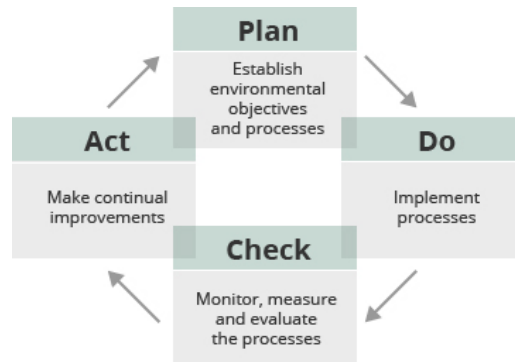 Plan
Establish
environmental
objectives
and processes
Do
Implement
processes
Check
Monitor, measure
and evaluate
the processes
Act
Make continual
improvements